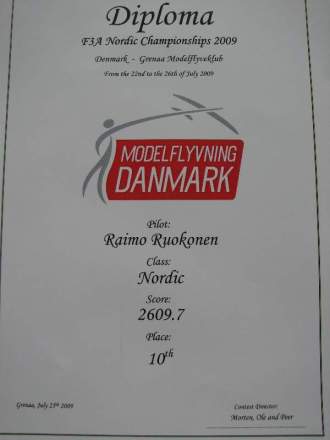 Diploma
F3A Nordic Championships 2009
Denmark - Grenaa Modelflyveklub
From the 22nd to the 26th of July 2009
MODELFLYVNING
DANMARK
Pilot:
Raimo Ruokonen
Class:
Nordic
Score:
2609.7
Place:
10th
Grenaa, July 25th 2009
Contest Director:
Morten, Ole and Peer